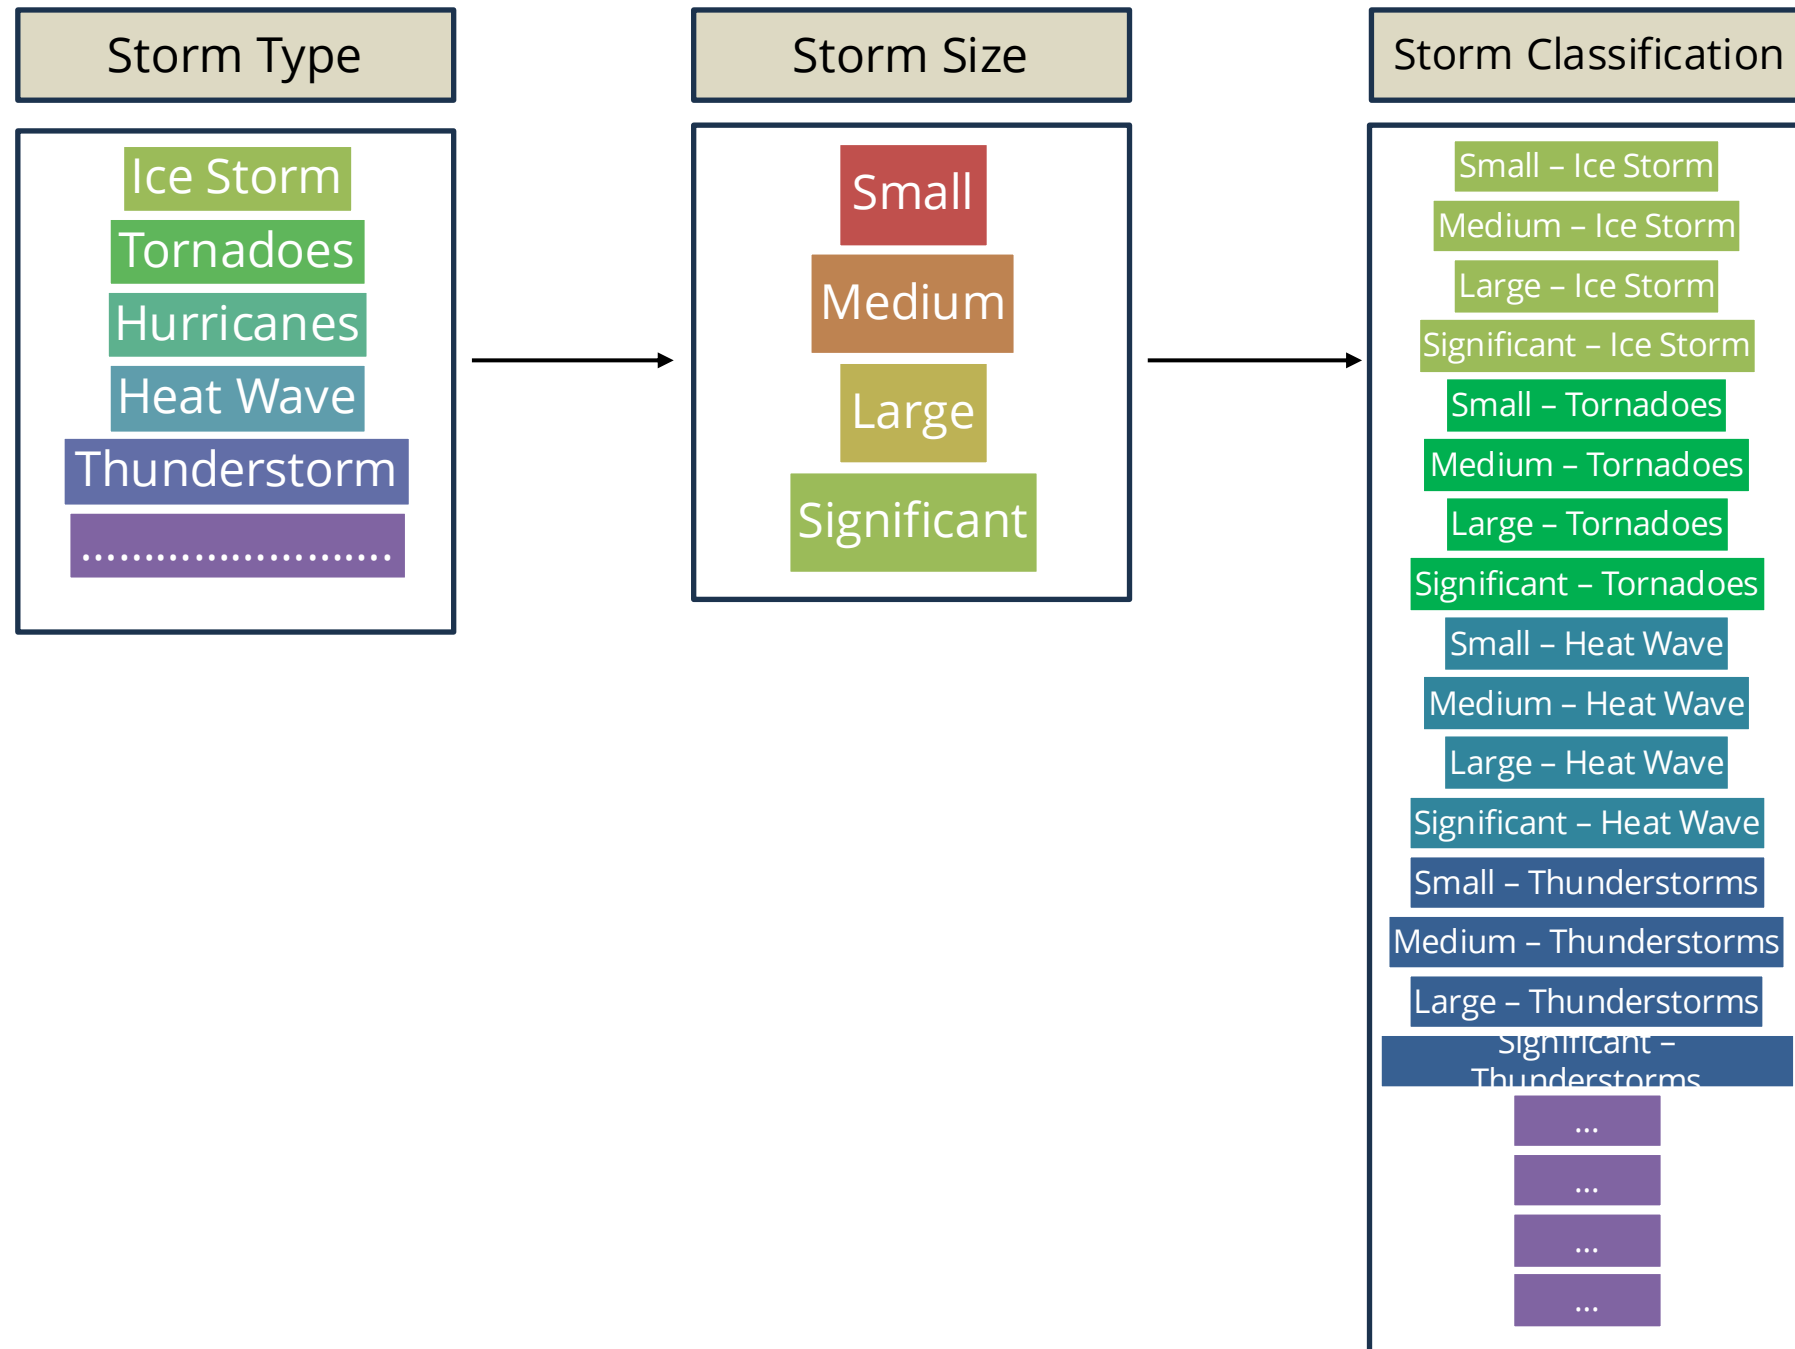 Storm Type
Ice Storm
Tornadoes
Hurricanes
Heat Wave
Thunderstorm
.........................
Storm Size
Small
Medium
Large
Significant
Storm Classification
Small – Ice Storm
Medium – Ice Storm
Large – Ice Storm
Significant – Ice Storm
Small – Tornadoes
Medium – Tornadoes
Large – Tornadoes
Significant – Tornadoes
Small – Heat Wave
Medium – Heat Wave
Large – Heat Wave
Significant – Heat Wave
Small – Thunderstorms
Medium – Thunderstorms
Large – Thunderstorms
Significant –
Thunderstorms
...
...
...
...